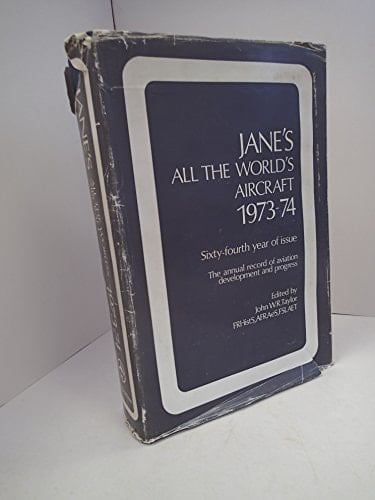 JANE'S
ALL THE WORLD'S
AIRCRAFT
1973-74
Sixty-fourth year of issue
The annual record of aviation
development and progress
Edited by
John W.R.Taylor
FRHistS,AFRAeS,FSLAET
JANE'S